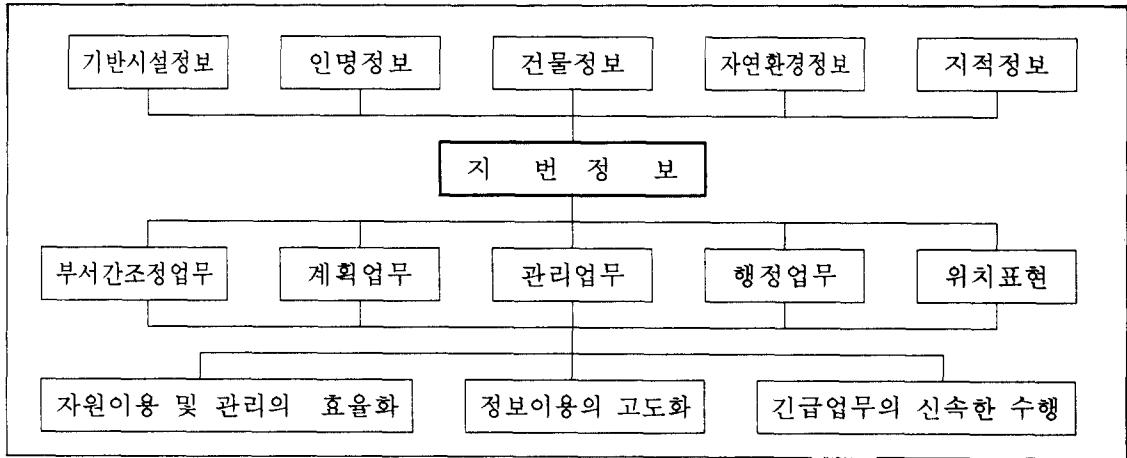 기반시설정보 인명정보 건물정보 자연환경정보 지적정보
지 번 정 보
부서간조정업무 계획업무 관리업무 행정업무 위치표현
자원이용 및 관리의 효율화 정보이용의 고도화 긴급업무의 신속한 수행